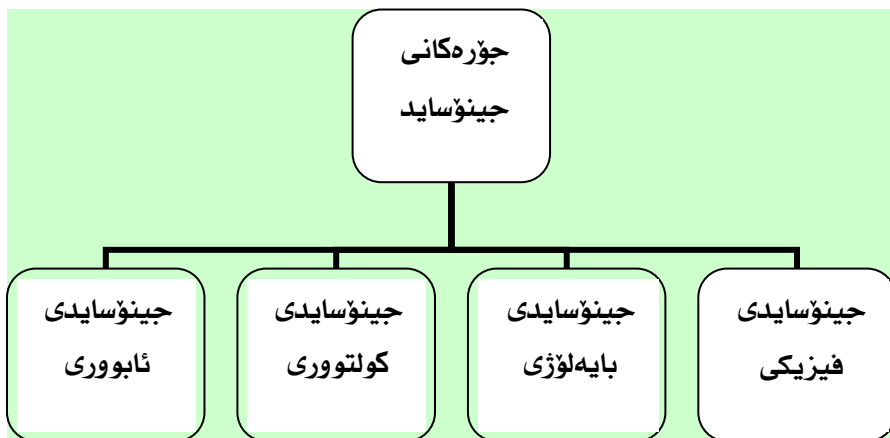 جۆرەکانی
جینۆساید
جینۆسایدی
فیزیکی
جینۆسایدی
بایەلۆژی
جینۆسایدی
کولتووری
جینۆسایدی
ئابووری